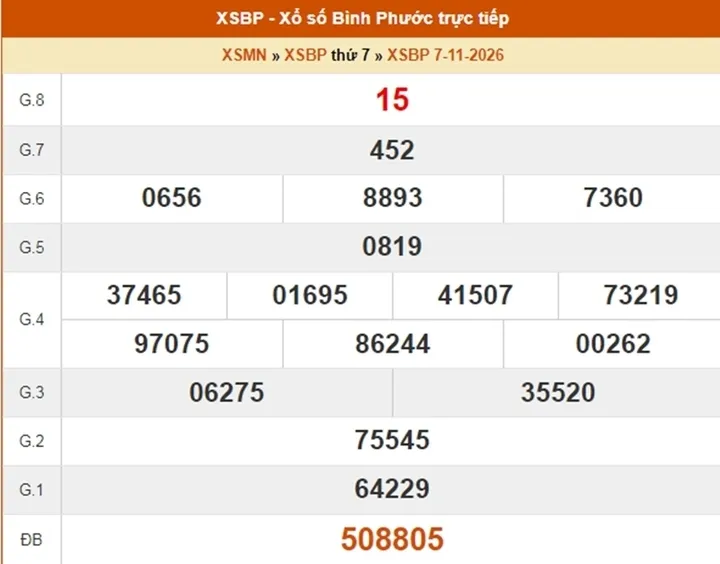 XSBP - Xổ số Bình Phước trực tiếp
XSMN » XSBP thứ 7 » XSBP 7-11-2026
G.8 15
G.7 452
G.6 0656 8893 7360
G.5 0819
37465 01695 41507 73219
G.4
97075 86244 00262
G.3 06275 35520
G.2 75545
G.1 64229
ĐB 508805